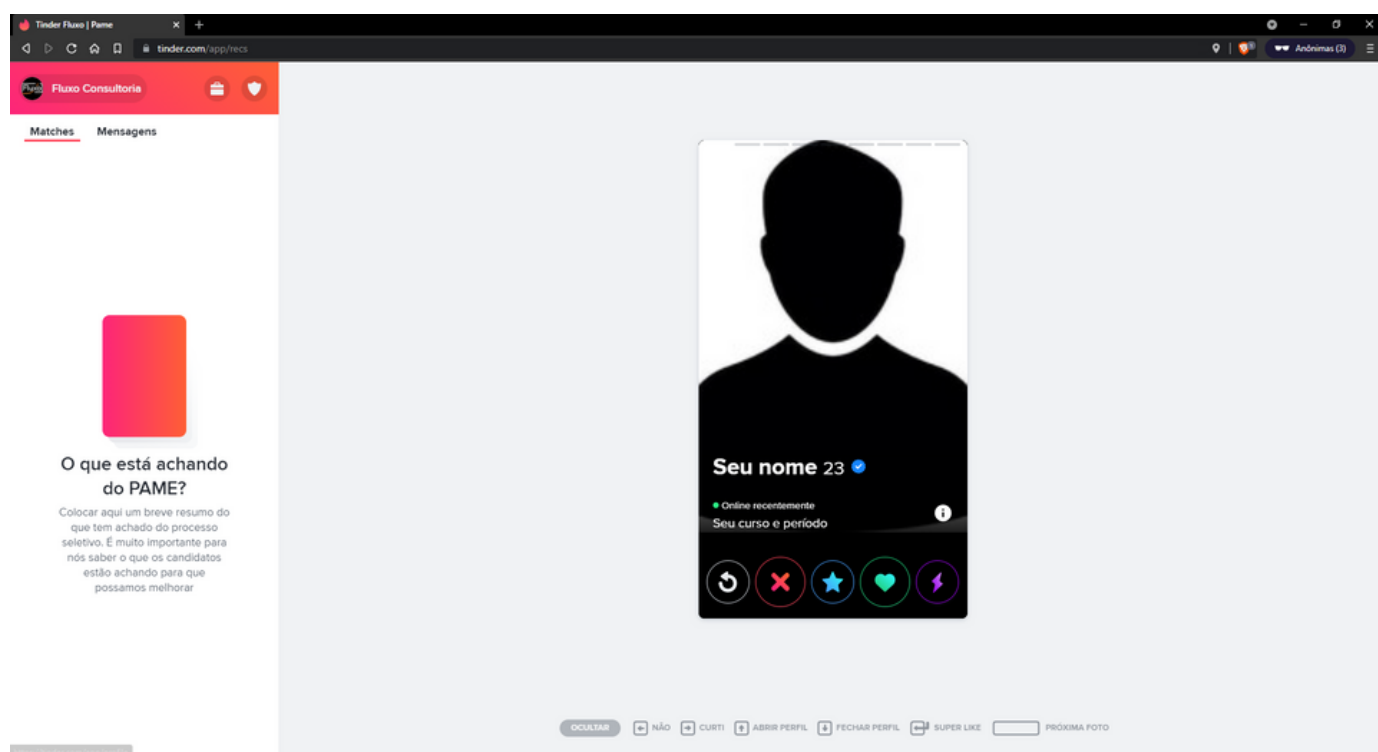 Tinder Fluxo | Pame
tinder.com/app/recs
Anônimas (3)
Fluxo Consultoria
Matches Mensagens
O que está achando
do PAME?
Colocar aqui um breve resumo do
que tem achado do processo
seletivo. É muito importante para
nós saber o que os candidatos
estão achando para que
possamos melhorar
Seu nome 23
Online recentemente
Seu curso e período
OCULTAR NÃO CURTI ABRIR PERFIL FECHAR PERFIL SUPER LIKE PRÓXIMA FOTO